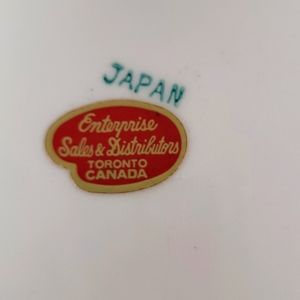 JAPAN
Enterprise
Sales & Distributors
TORONTO
CANADA